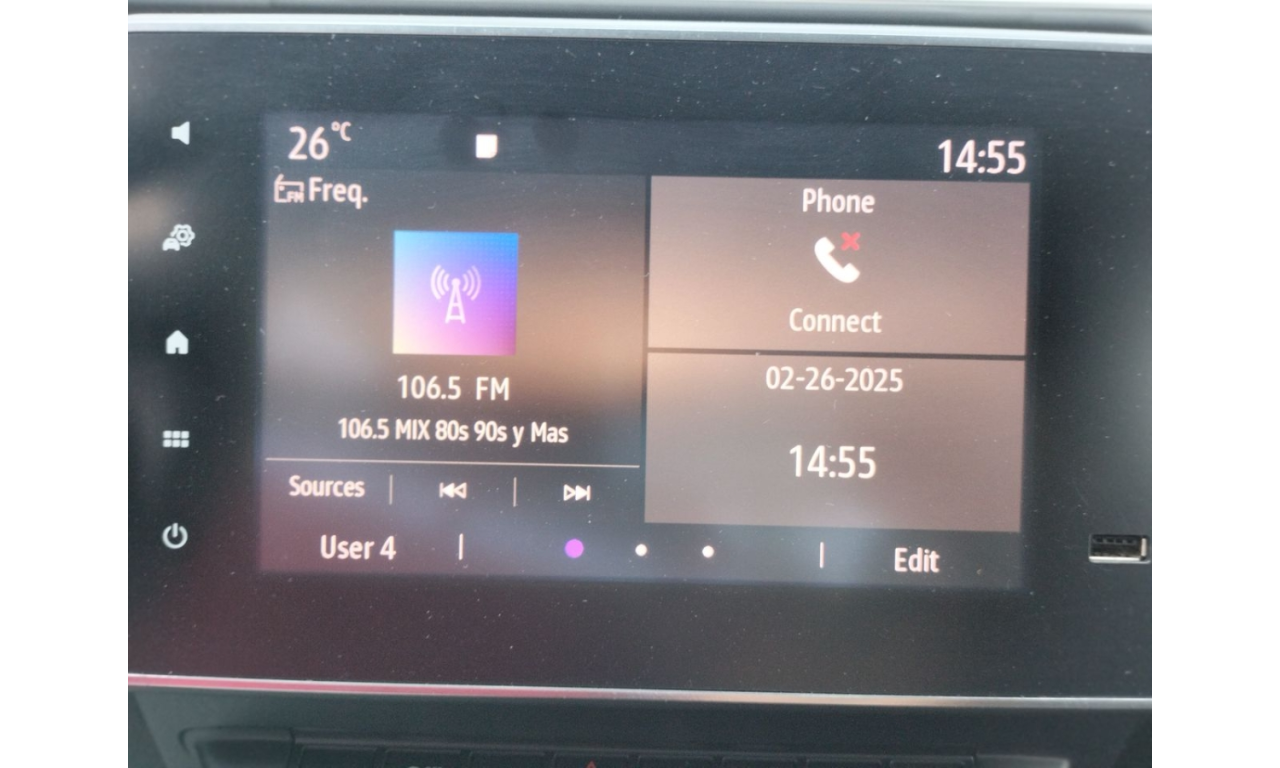 26°C
14:55
FM Freq.
106.5 FM
106.5 MIX 80s 90s y Mas
Sources
Phone
Connect
02-26-2025
14:55
User 4
Edit